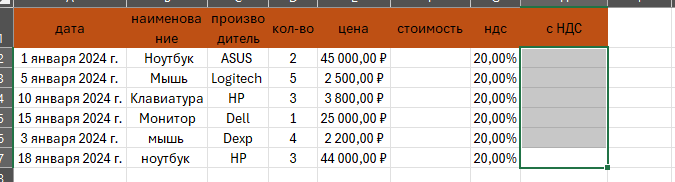 дата наименова ние произво дитель кол-во цена стоимость ндс с НДС
1 января 2024 г. Ноутбук ASUS 2 45 000,00 ₽ 20,00%
5 января 2024 г. Мышь Logitech 5 2 500,00 ₽ 20,00%
10 января 2024 г. Клавиатура HP 3 3 800,00 ₽ 20,00%
15 января 2024 г. Монитор Dell 1 25 000,00 ₽ 20,00%
3 января 2024 г. мышь Dexp 4 2 200,00 ₽ 20,00%
18 января 2024 г. ноутбук HP 3 44 000,00 ₽ 20,00%